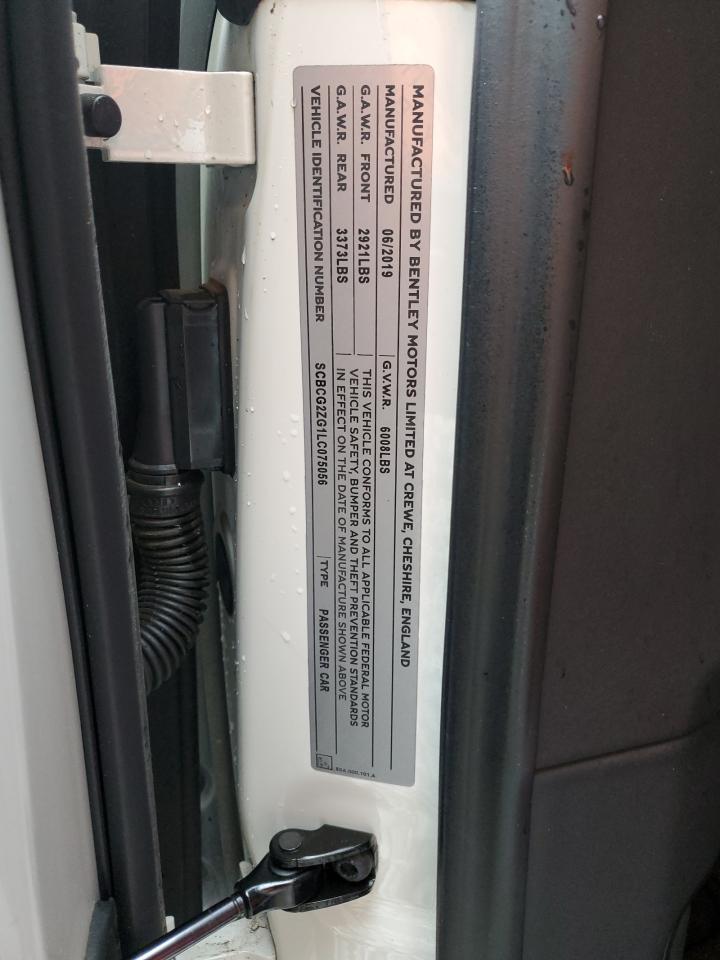 MANUFACTURED BY BENTLEY MOTORS LIMITED AT CREWE, CHESHIRE, ENGLAND
MANUFACTURED 06/2019 G.V.W.R. 6008LBS
G.A.W.R. FRONT 2921LBS
G.A.W.R. REAR 3373LBS
THIS VEHICLE CONFORMS TO ALL APPLICABLE FEDERAL MOTOR
VEHICLE SAFETY, BUMPER AND THEFT PREVENTION STANDARDS
IN EFFECT ON THE DATE OF MANUFACTURE SHOWN ABOVE
VEHICLE IDENTIFICATION NUMBER SCBCG2ZG1LC075056 TYPE PASSENGER CAR